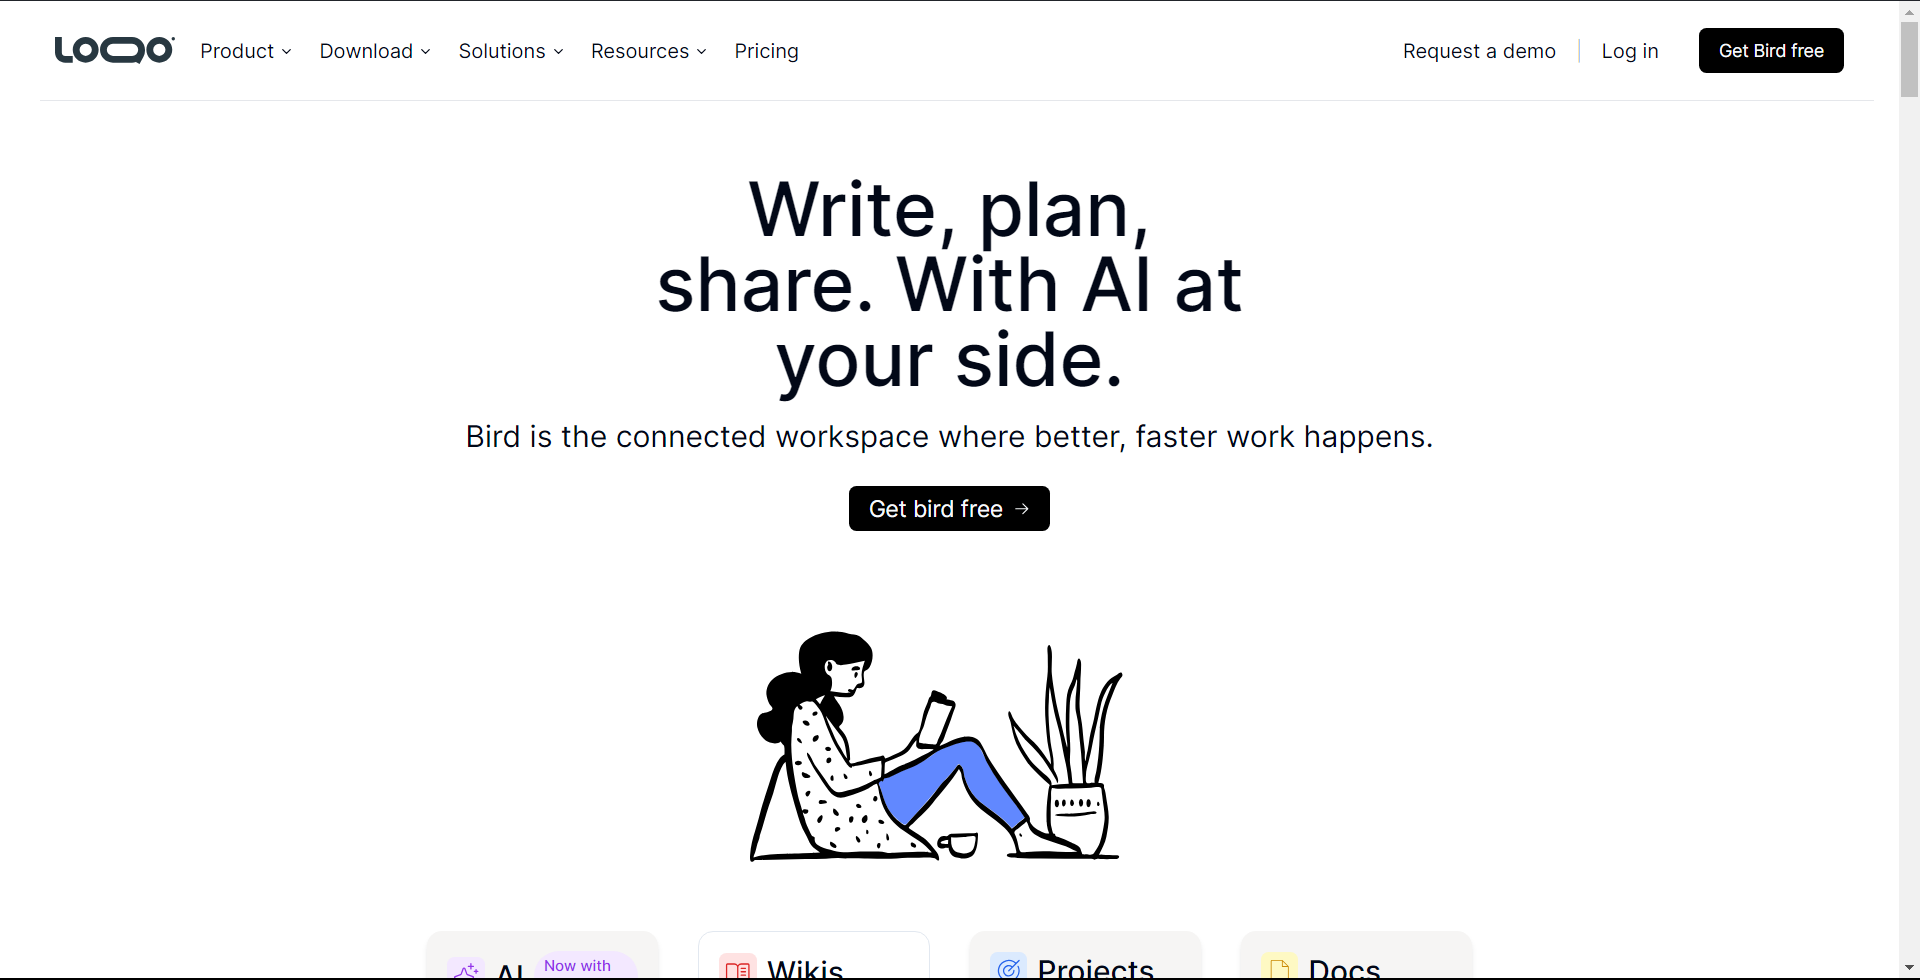 LOQO
Product Download Solutions Resources Pricing Request a demo Log in Get Bird free
Write, plan,
share. With AI at
your side.
Bird is the connected workspace where better, faster work happens.
Get bird free →
AI Now with Wikis Projects Docs